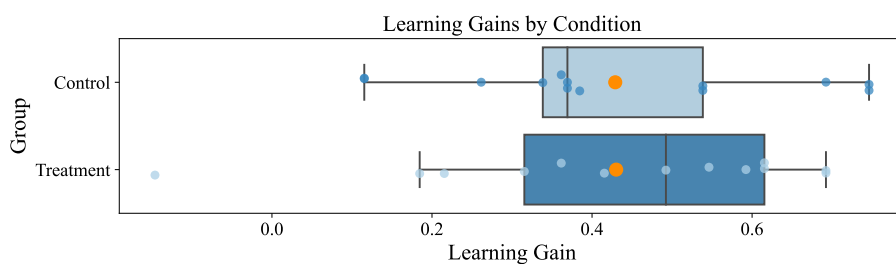 Learning Gains by Condition
Group
Control
Treatment
0.0 0.2 0.4 0.6
Learning Gain